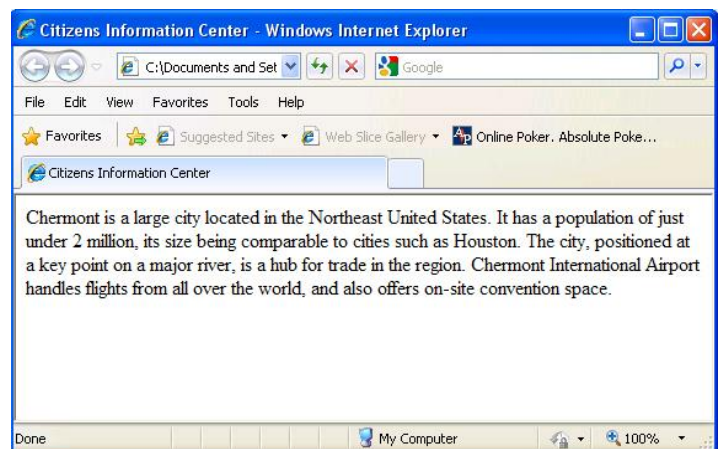 Citizens Information Center - Windows Internet Explorer
C:\Documents and Set
Google
File Edit View Favorites Tools Help
Favorites Suggested Sites Web Slice Gallery Online Poker. Absolute Poke...
Citizens Information Center
Chermont is a large city located in the Northeast United States. It has a population of just
under 2 million, its size being comparable to cities such as Houston. The city, positioned at
a key point on a major river, is a hub for trade in the region. Chermont International Airport
handles flights from all over the world, and also offers on-site convention space.
Done My Computer 100%